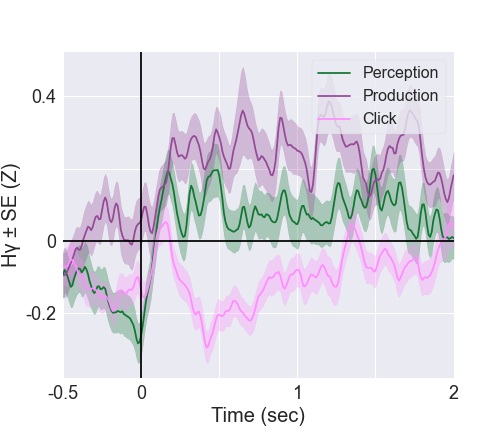 Perception
Production
Click
0.4
0
-0.2
Hγ ± SE (Z)
-0.5
0
1
2
Time (sec)